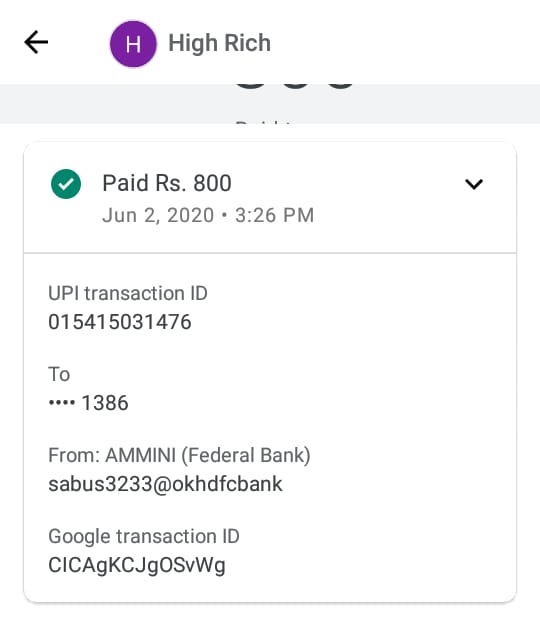 H High Rich
Paid Rs. 800
Jun 2, 2020 • 3:26 PM
UPI transaction ID
015415031476
To
•••• 1386
From: AMMINI (Federal Bank)
sabus3233@okhdfcbank
Google transaction ID
CICAgKCJgOSvWg